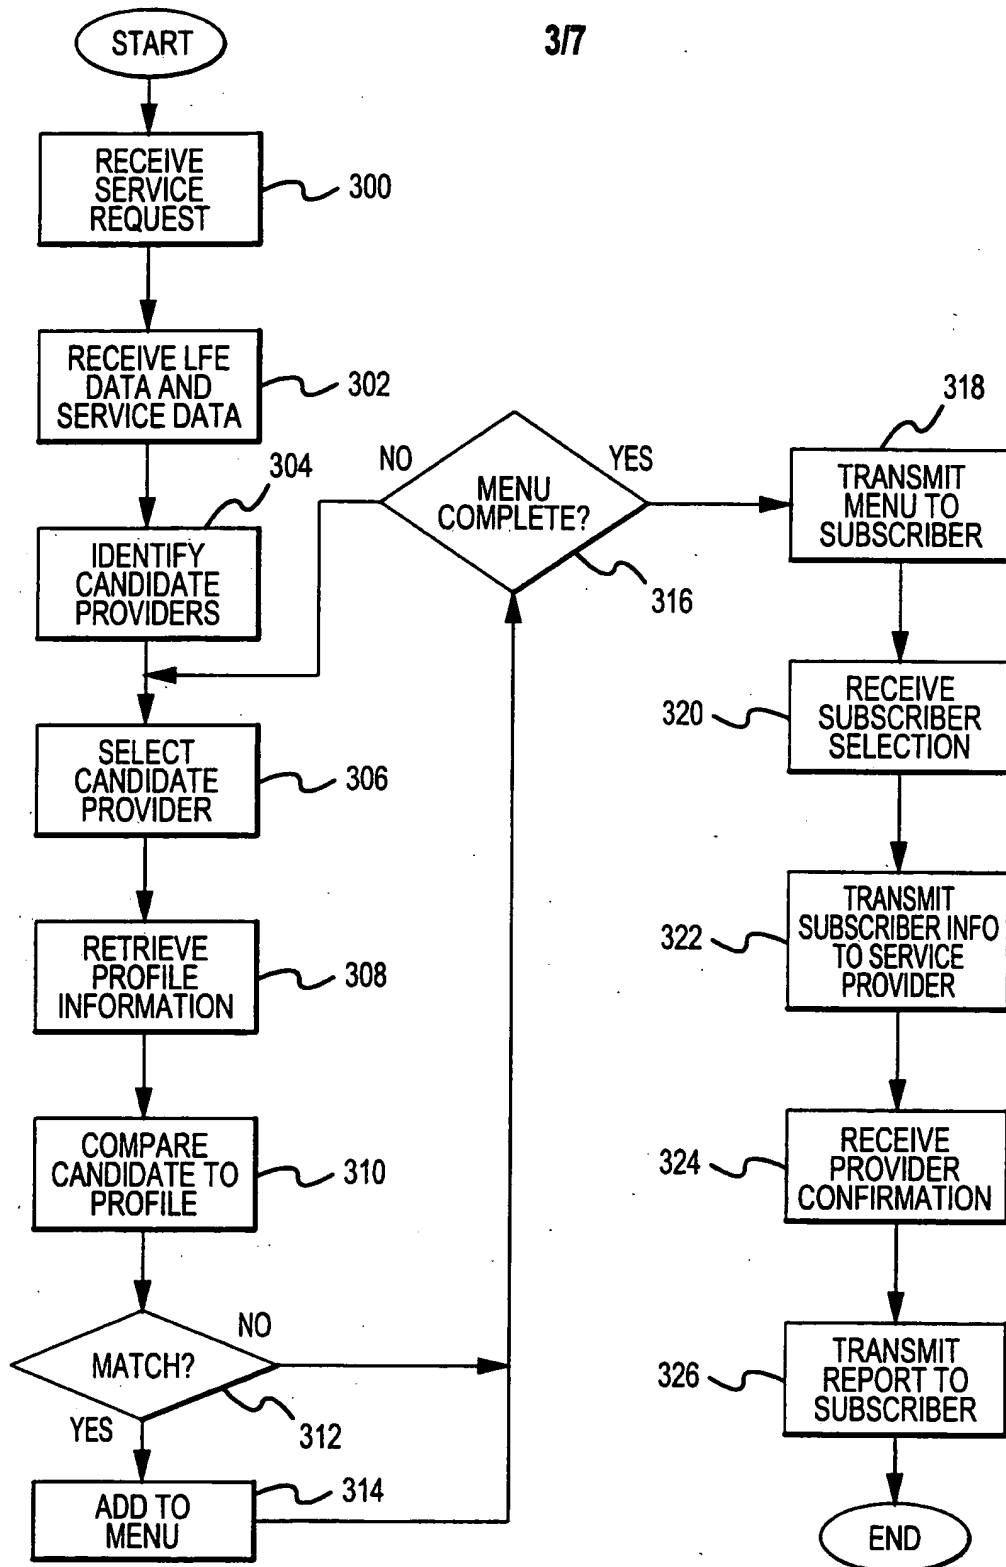 3/7
START
RECEIVE
SERVICE
REQUEST
300
RECEIVE LFE
DATA AND
SERVICE DATA
302
304
IDENTIFY
CANDIDATE
PROVIDERS
SELECT
CANDIDATE
PROVIDER
306
RETRIEVE
PROFILE
INFORMATION
308
COMPARE
CANDIDATE TO
PROFILE
310
MATCH?
NO
YES
312
ADD TO
MENU
314
NO
YES
MENU
COMPLETE?
316
318
TRANSMIT
MENU TO
SUBSCRIBER
320
RECEIVE
SUBSCRIBER
SELECTION
322
TRANSMIT
SUBSCRIBER INFO
TO SERVICE
PROVIDER
324
RECEIVE
PROVIDER
CONFIRMATION
326
TRANSMIT
REPORT TO
SUBSCRIBER
END